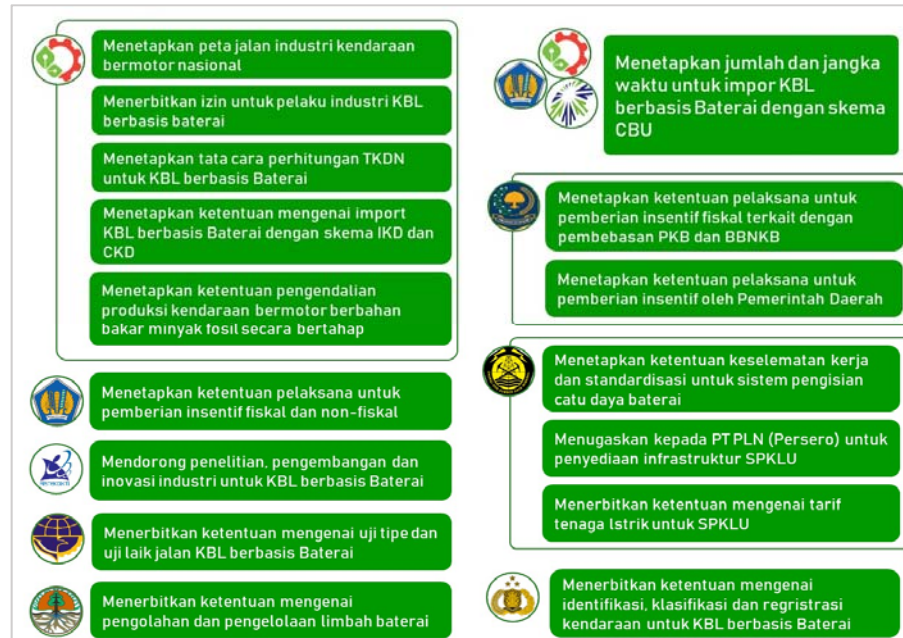 Menetapkan peta jalan industri kendaraan
bermotor nasional
Menerbitkan izin untuk pelaku industri KBL
berbasis baterai
Menetapkan tata cara perhitungan TKDN
untuk KBL berbasis Baterai
Menetapkan ketentuan mengenai import
KBL berbasis Baterai dengan skema IKD dan
CKD
Menetapkan ketentuan pengendalian
produksi kendaraan bermotor berbahan
bakar minyak fosil secara bertahap
Menetapkan ketentuan pelaksana untuk
pemberian insentif fiskal dan non-fiskal
Mendorong penelitian, pengembangan dan
inovasi industri untuk KBL berbasis Baterai
Menerbitkan ketentuan mengenai uji tipe dan
uji laik jalan KBL berbasis Baterai
Menerbitkan ketentuan mengenai
pengolahan dan pengelolaan limbah baterai
Menetapkan jumlah dan jangka
waktu untuk impor KBL
berbasis Baterai dengan skema
CBU
Menetapkan ketentuan pelaksana untuk
pemberian insentif fiskal terkait dengan
pembebasan PKB dan BBNKB
Menetapkan ketentuan pelaksana untuk
pemberian insentif oleh Pemerintah Daerah
Menetapkan ketentuan keselematan kerja
dan standardisasi untuk sistem pengisian
catu daya baterai
Menugaskan kepada PT PLN (Persero) untuk
penyediaan infrastruktur SPKLU
Menerbitkan ketentuan mengenai tarif
tenaga lstrik untuk SPKLU
Menerbitkan ketentuan mengenai
identifikasi, klasifikasi dan regristrasi
kendaraan untuk KBL berbasis Baterai